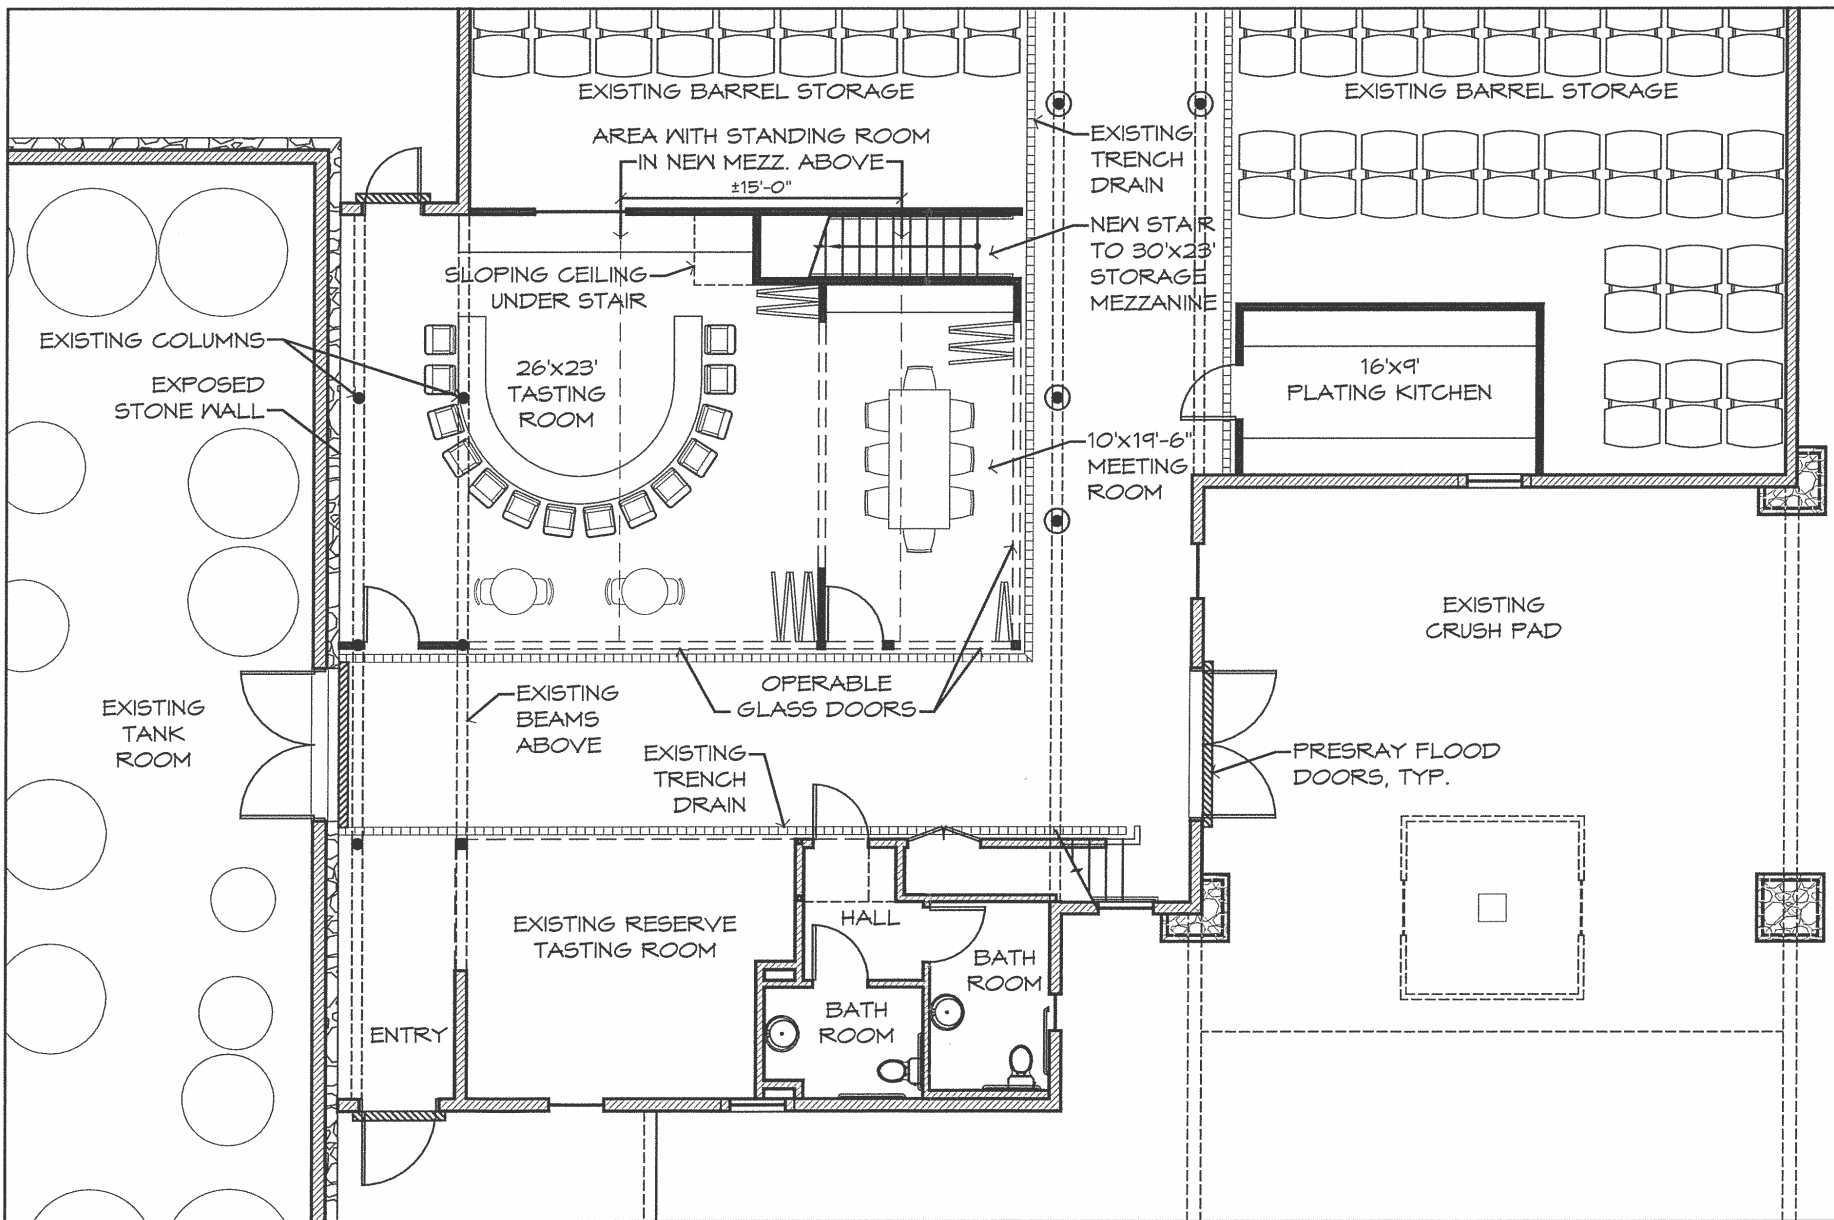 EXISTING BARREL STORAGE
EXISTING BARREL STORAGE
AREA WITH STANDING ROOM
IN NEW MEZZ. ABOVE
±15'-0"
EXISTING
TRENCH
DRAIN
NEW STAIR
TO 30'x23'
STORAGE
MEZZANINE
SLOPING CEILING
UNDER STAIR
EXISTING COLUMNS
EXPOSED
STONE WALL
26'x23'
TASTING
ROOM
16'x9'
PLATING KITCHEN
10'x19'-6"
MEETING
ROOM
EXISTING
CRUSH PAD
EXISTING
TANK
ROOM
EXISTING
BEAMS
ABOVE
OPERABLE
GLASS DOORS
EXISTING
TRENCH
DRAIN
PRESRAY FLOOD
DOORS, TYP.
EXISTING RESERVE
TASTING ROOM
HALL
BATH
ROOM
BATH
ROOM
ENTRY